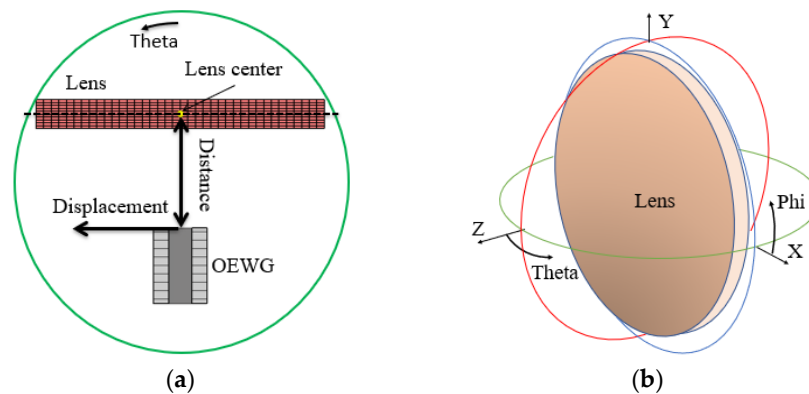 Theta
Lens
Lens center
Distance
Displacement
OEWG
(a)
Y
Lens
Z
Phi
X
Theta
(b)